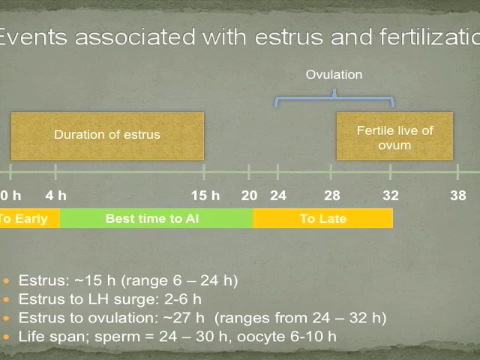 Events associated with estrus and fertilizatio
Ovulation
Duration of estrus
Fertile live of
ovum
0 h 4 h 15 h 20 24 28 32 38
To Early Best time to AI To Late
Estrus: ~15 h (range 6 – 24 h)
Estrus to LH surge: 2-6 h
Estrus to ovulation: ~27 h (ranges from 24 – 32 h)
Life span; sperm = 24 – 30 h, oocyte 6-10 h